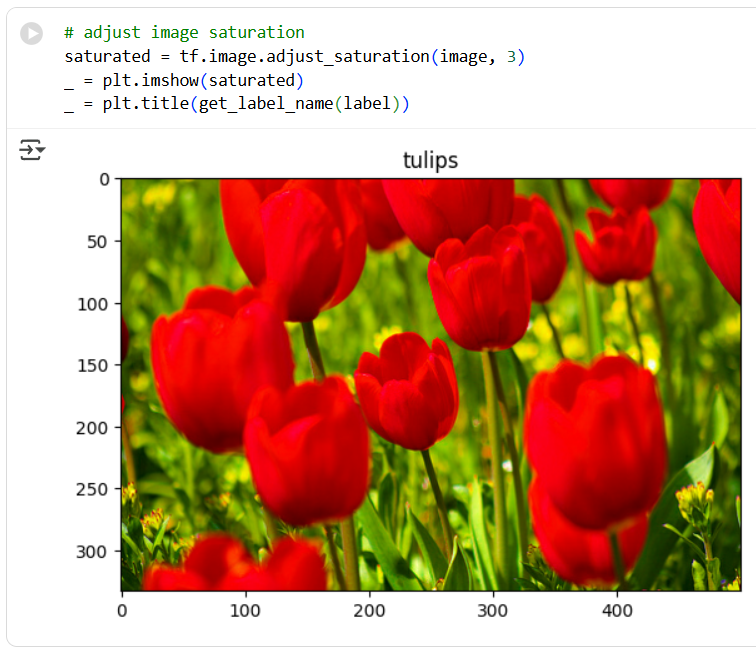 # adjust image saturation
saturated = tf.image.adjust_saturation(image, 3)
_ = plt.imshow(saturated)
_ = plt.title(get_label_name(label))
tulips
0
50
100
150
200
250
300
0 100 200 300 400